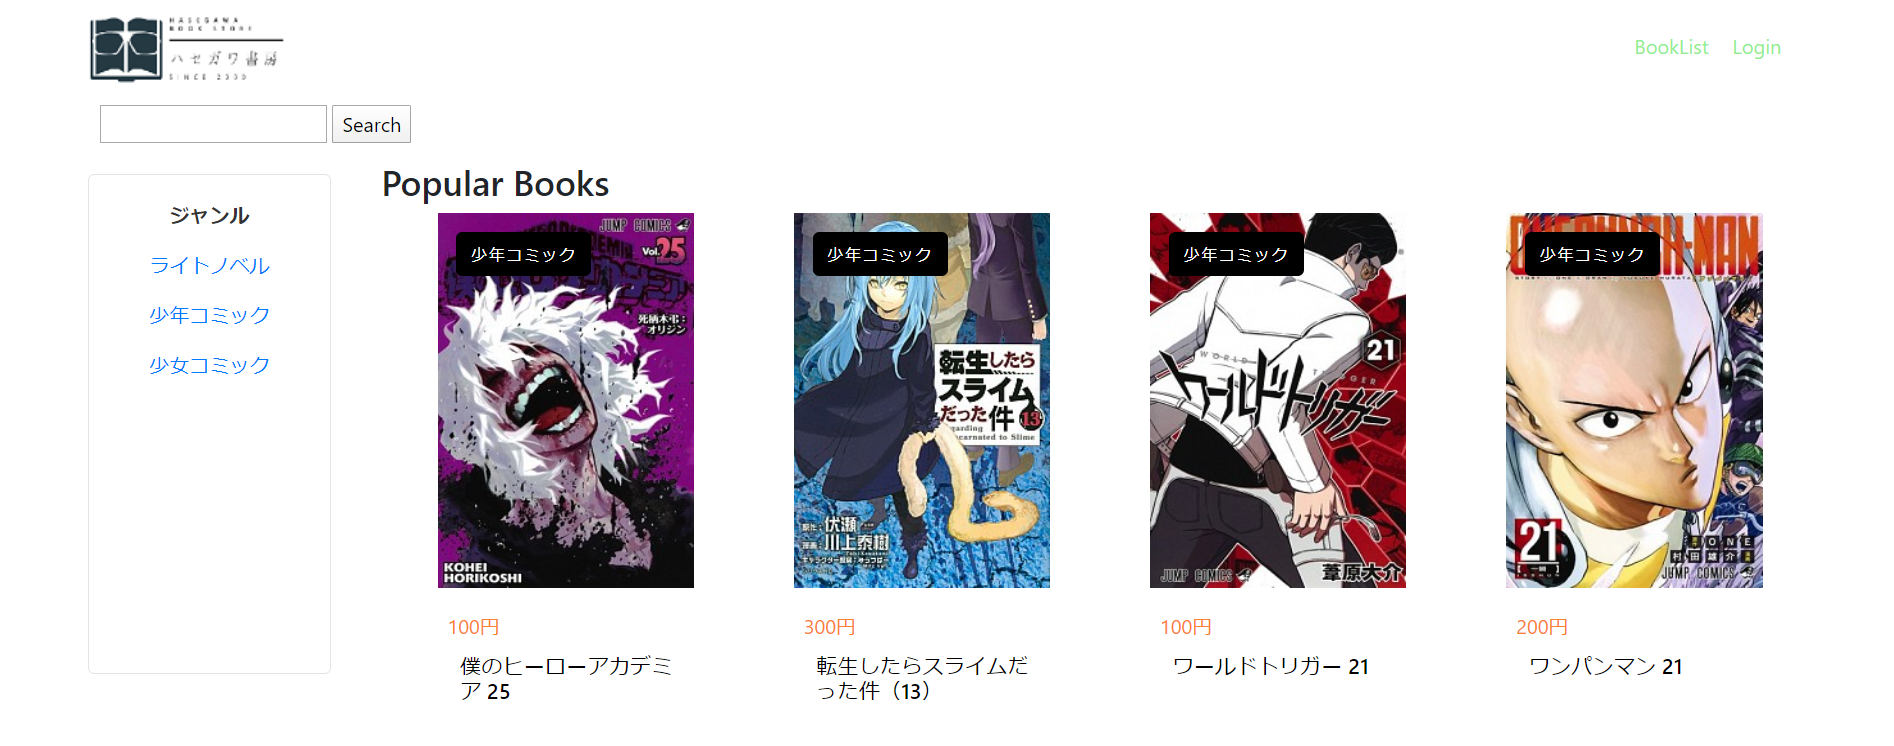 HASEGAWA
BOOK STORE
ハセガワ書房
SINCE 2000
BookList Login
Search
ジャンル
ライトノベル
少年コミック
少女コミック
Popular Books
JUMP COMICS
Vol.25
少年コミック
死柄木弔：
オリジン
KOHEI
HORIKOSHI
100円
僕のヒーローアカデミ
ア 25
少年コミック
転生したら
スライム
だった件 13
原作：伏瀬
漫画：川上泰樹
300円
転生したらスライムだ
った件（13）
少年コミック
21
WORLD TRIGGER
ワールドトリガー
JUMP COMICS
葦原大介
100円
ワールドトリガー 21
少年コミック
21
ONE
村田雄介
JUMP COMICS
200円
ワンパンマン 21